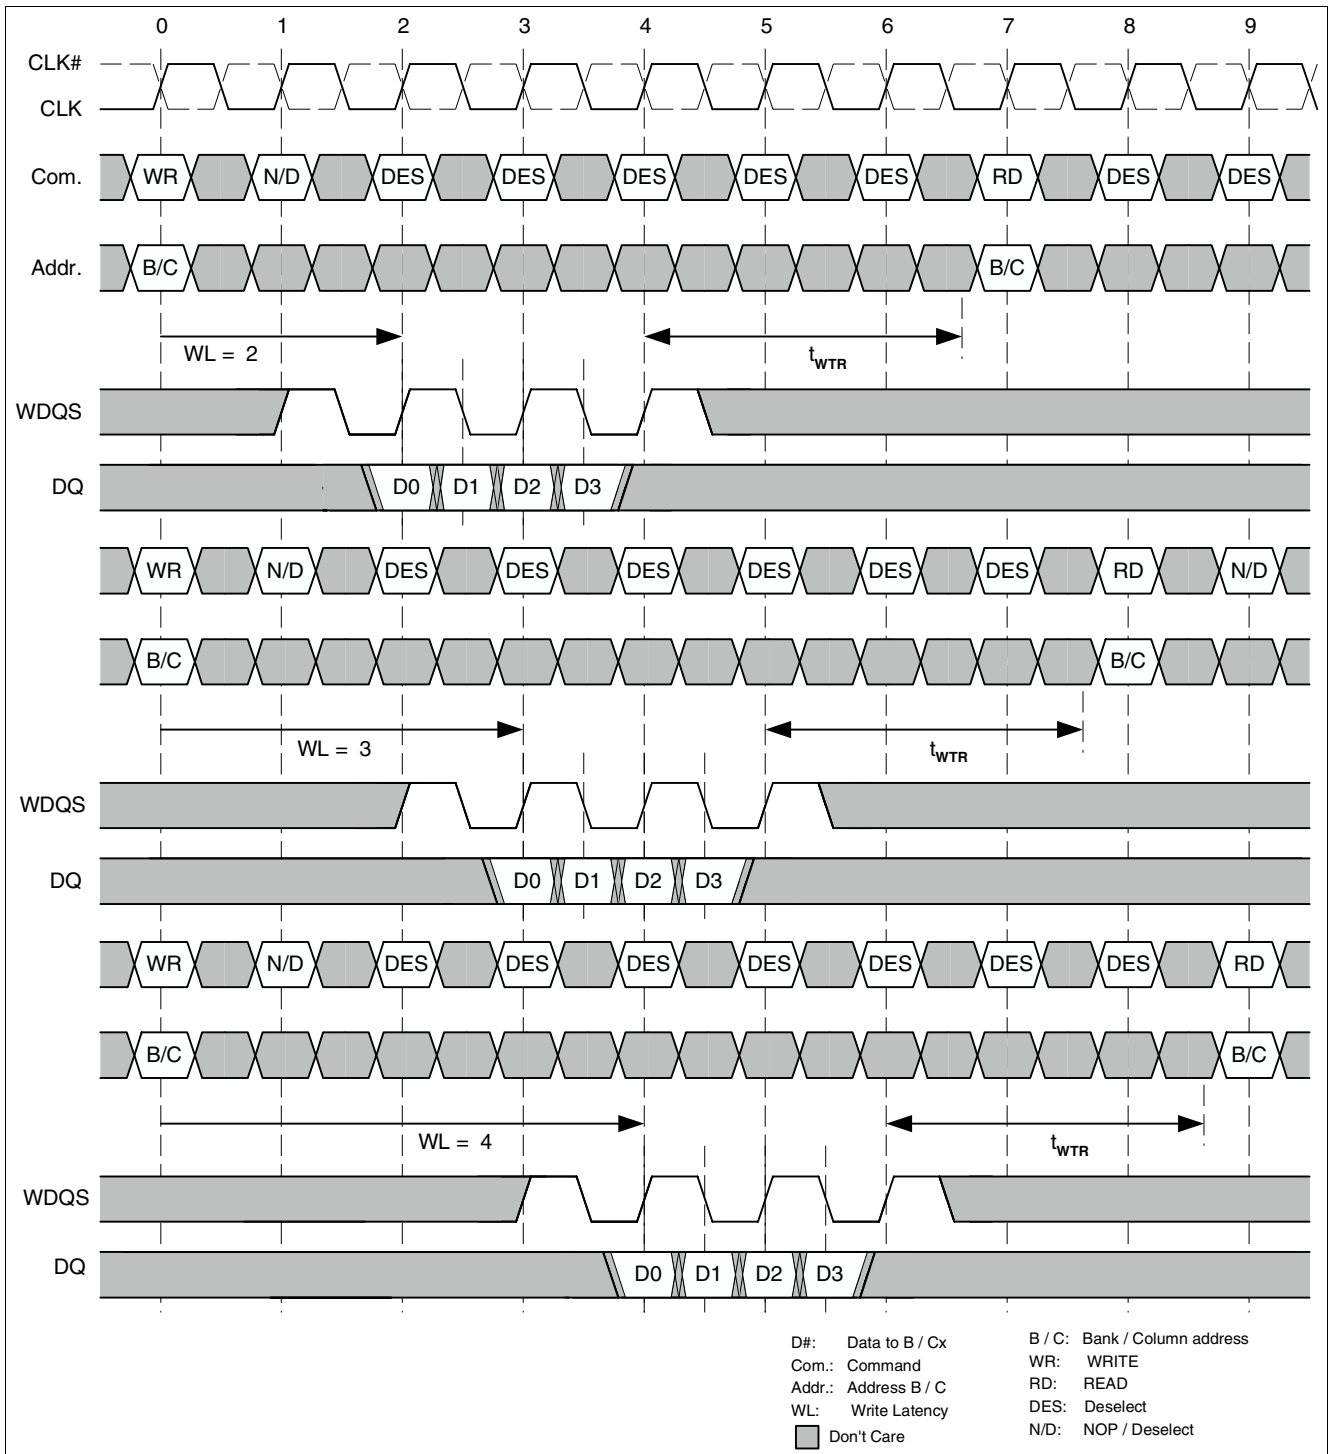 0 1 2 3 4 5 6 7 8 9
CLK#
CLK
Com. WR N/D DES DES DES DES DES RD DES DES
Addr. B/C B/C
WL = 2 tWTR
WDQS
DQ D0 D1 D2 D3
WR N/D DES DES DES DES DES DES RD N/D
B/C B/C
WL = 3 tWTR
WDQS
DQ D0 D1 D2 D3
WR N/D DES DES DES DES DES DES DES RD
B/C B/C
WL = 4 tWTR
WDQS
DQ D0 D1 D2 D3
D#: Data to B / Cx
Com.: Command
Addr.: Address B / C
WL: Write Latency
Don't Care
B / C: Bank / Column address
WR: WRITE
RD: READ
DES: Deselect
N/D: NOP / Deselect